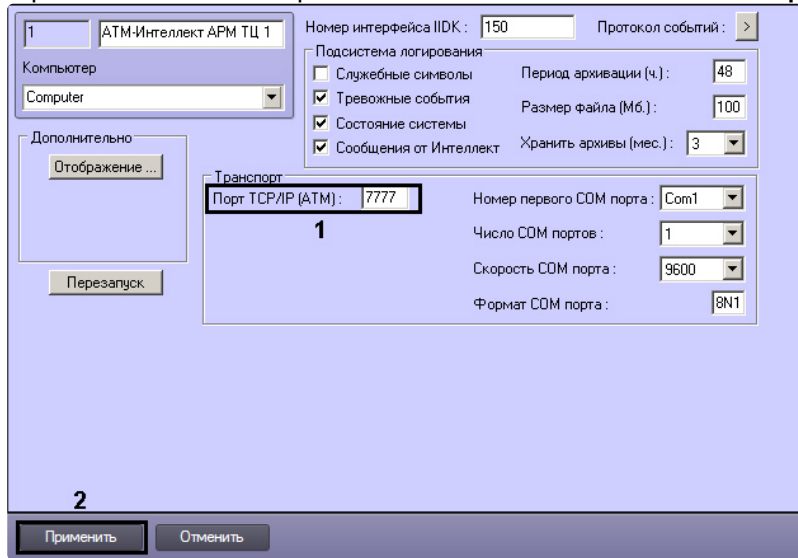 1
АТМ-Интеллект АРМ ТЦ 1
Компьютер
Computer
Номер интерфейса IIDK : 150
Протокол событий : >
Подсистема логирования
Служебные символы
Тревожные события
Состояние системы
Сообщения от Интеллект
Период архивации (ч.) : 48
Размер файла (Мб.) : 100
Хранить архивы (мес.) : 3
Дополнительно
Отображение ...
Перезапуск
Транспорт
Порт TCP/IP (ATM) : 7777
1
Номер первого COM порта : Com1
Число COM портов : 1
Скорость COM порта : 9600
Формат COM порта : 8N1
2
Применить
Отменить